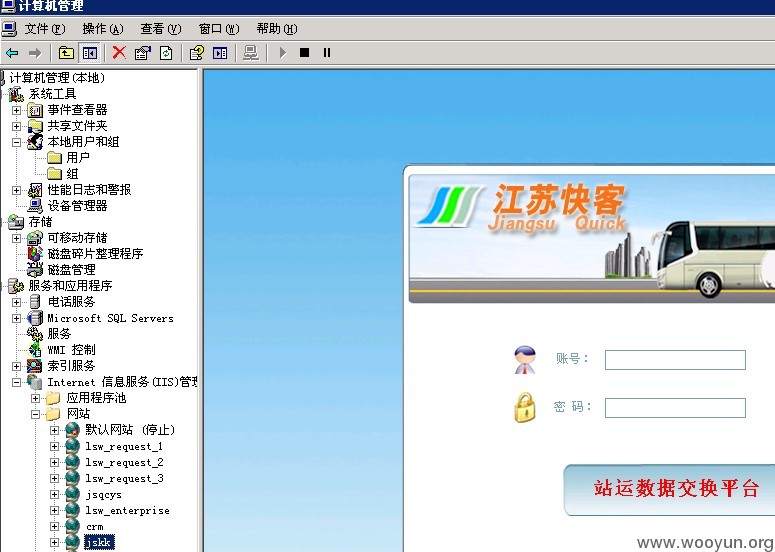 计算机管理
文件(F) 操作(A) 查看(V) 窗口(W) 帮助(H)
计算机管理(本地)
系统工具
事件查看器
共享文件夹
本地用户和组
用户
组
性能日志和警报
设备管理器
存储
可移动存储
磁盘碎片整理程序
磁盘管理
服务和应用程序
电话服务
Microsoft SQL Servers
服务
WMI 控制
索引服务
Internet 信息服务(IIS)管
应用程序池
网站
默认网站 (停止)
lsw_request_1
lsw_request_2
lsw_request_3
jsqcys
lsw_enterprise
crm
jskk
江苏快客
Jiangsu Quick
账号：
密 码：
站运数据交换平台
www.wooyun.org